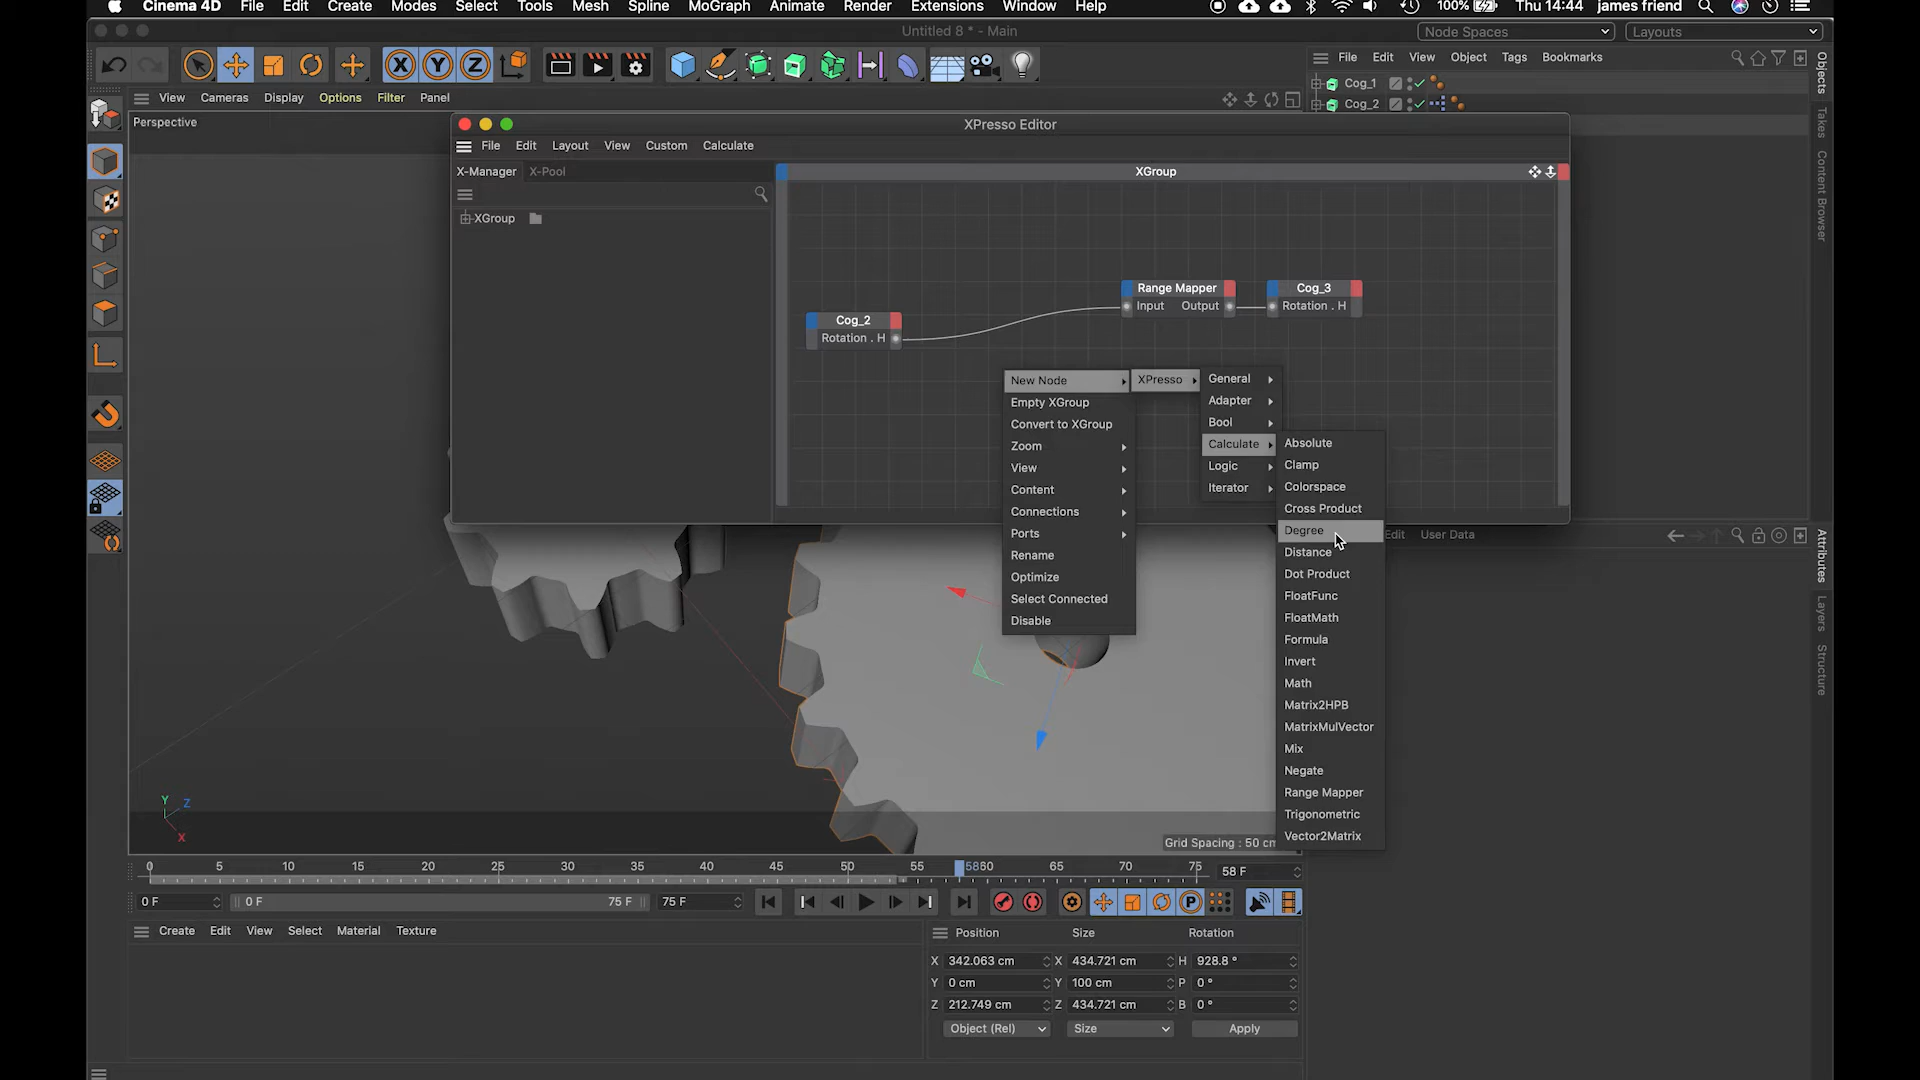 Cinema 4D File Edit Create Modes Select Tools Mesh Spline MoGraph Animate Render Extensions Window Help 100% Thu 14:44 james friend
Untitled 8 * - Main
Node Spaces
Layouts
File Edit View Object Tags Bookmarks
View Cameras Display Options Filter Panel
Perspective
Cog_1
Cog_2
Objects
Takes
Content Browser
XPresso Editor
File Edit Layout View Custom Calculate
X-Manager X-Pool
XGroup
XGroup
Cog_2
Rotation . H
Range Mapper
Input Output
Cog_3
Rotation . H
New Node
Empty XGroup
Convert to XGroup
Zoom
View
Content
Connections
Ports
Rename
Optimize
Select Connected
Disable
XPresso
General
Adapter
Bool
Calculate
Logic
Iterator
Absolute
Clamp
Colorspace
Cross Product
Degree
Distance
Dot Product
FloatFunc
FloatMath
Formula
Invert
Math
Matrix2HPB
MatrixMulVector
Mix
Negate
Range Mapper
Trigonometric
Vector2Matrix
Edit User Data
Attributes
Layers
Structure
Y Z X
Grid Spacing : 50 cm
0 5 10 15 20 25 30 35 40 45 50 55 5860 65 70 75 58 F
0 F 0 F 75 F 75 F
Create Edit View Select Material Texture
Position Size Rotation
X 342.063 cm X 434.721 cm H 928.8 °
Y 0 cm Y 100 cm P 0 °
Z 212.749 cm Z 434.721 cm B 0 °
Object (Rel) Size Apply